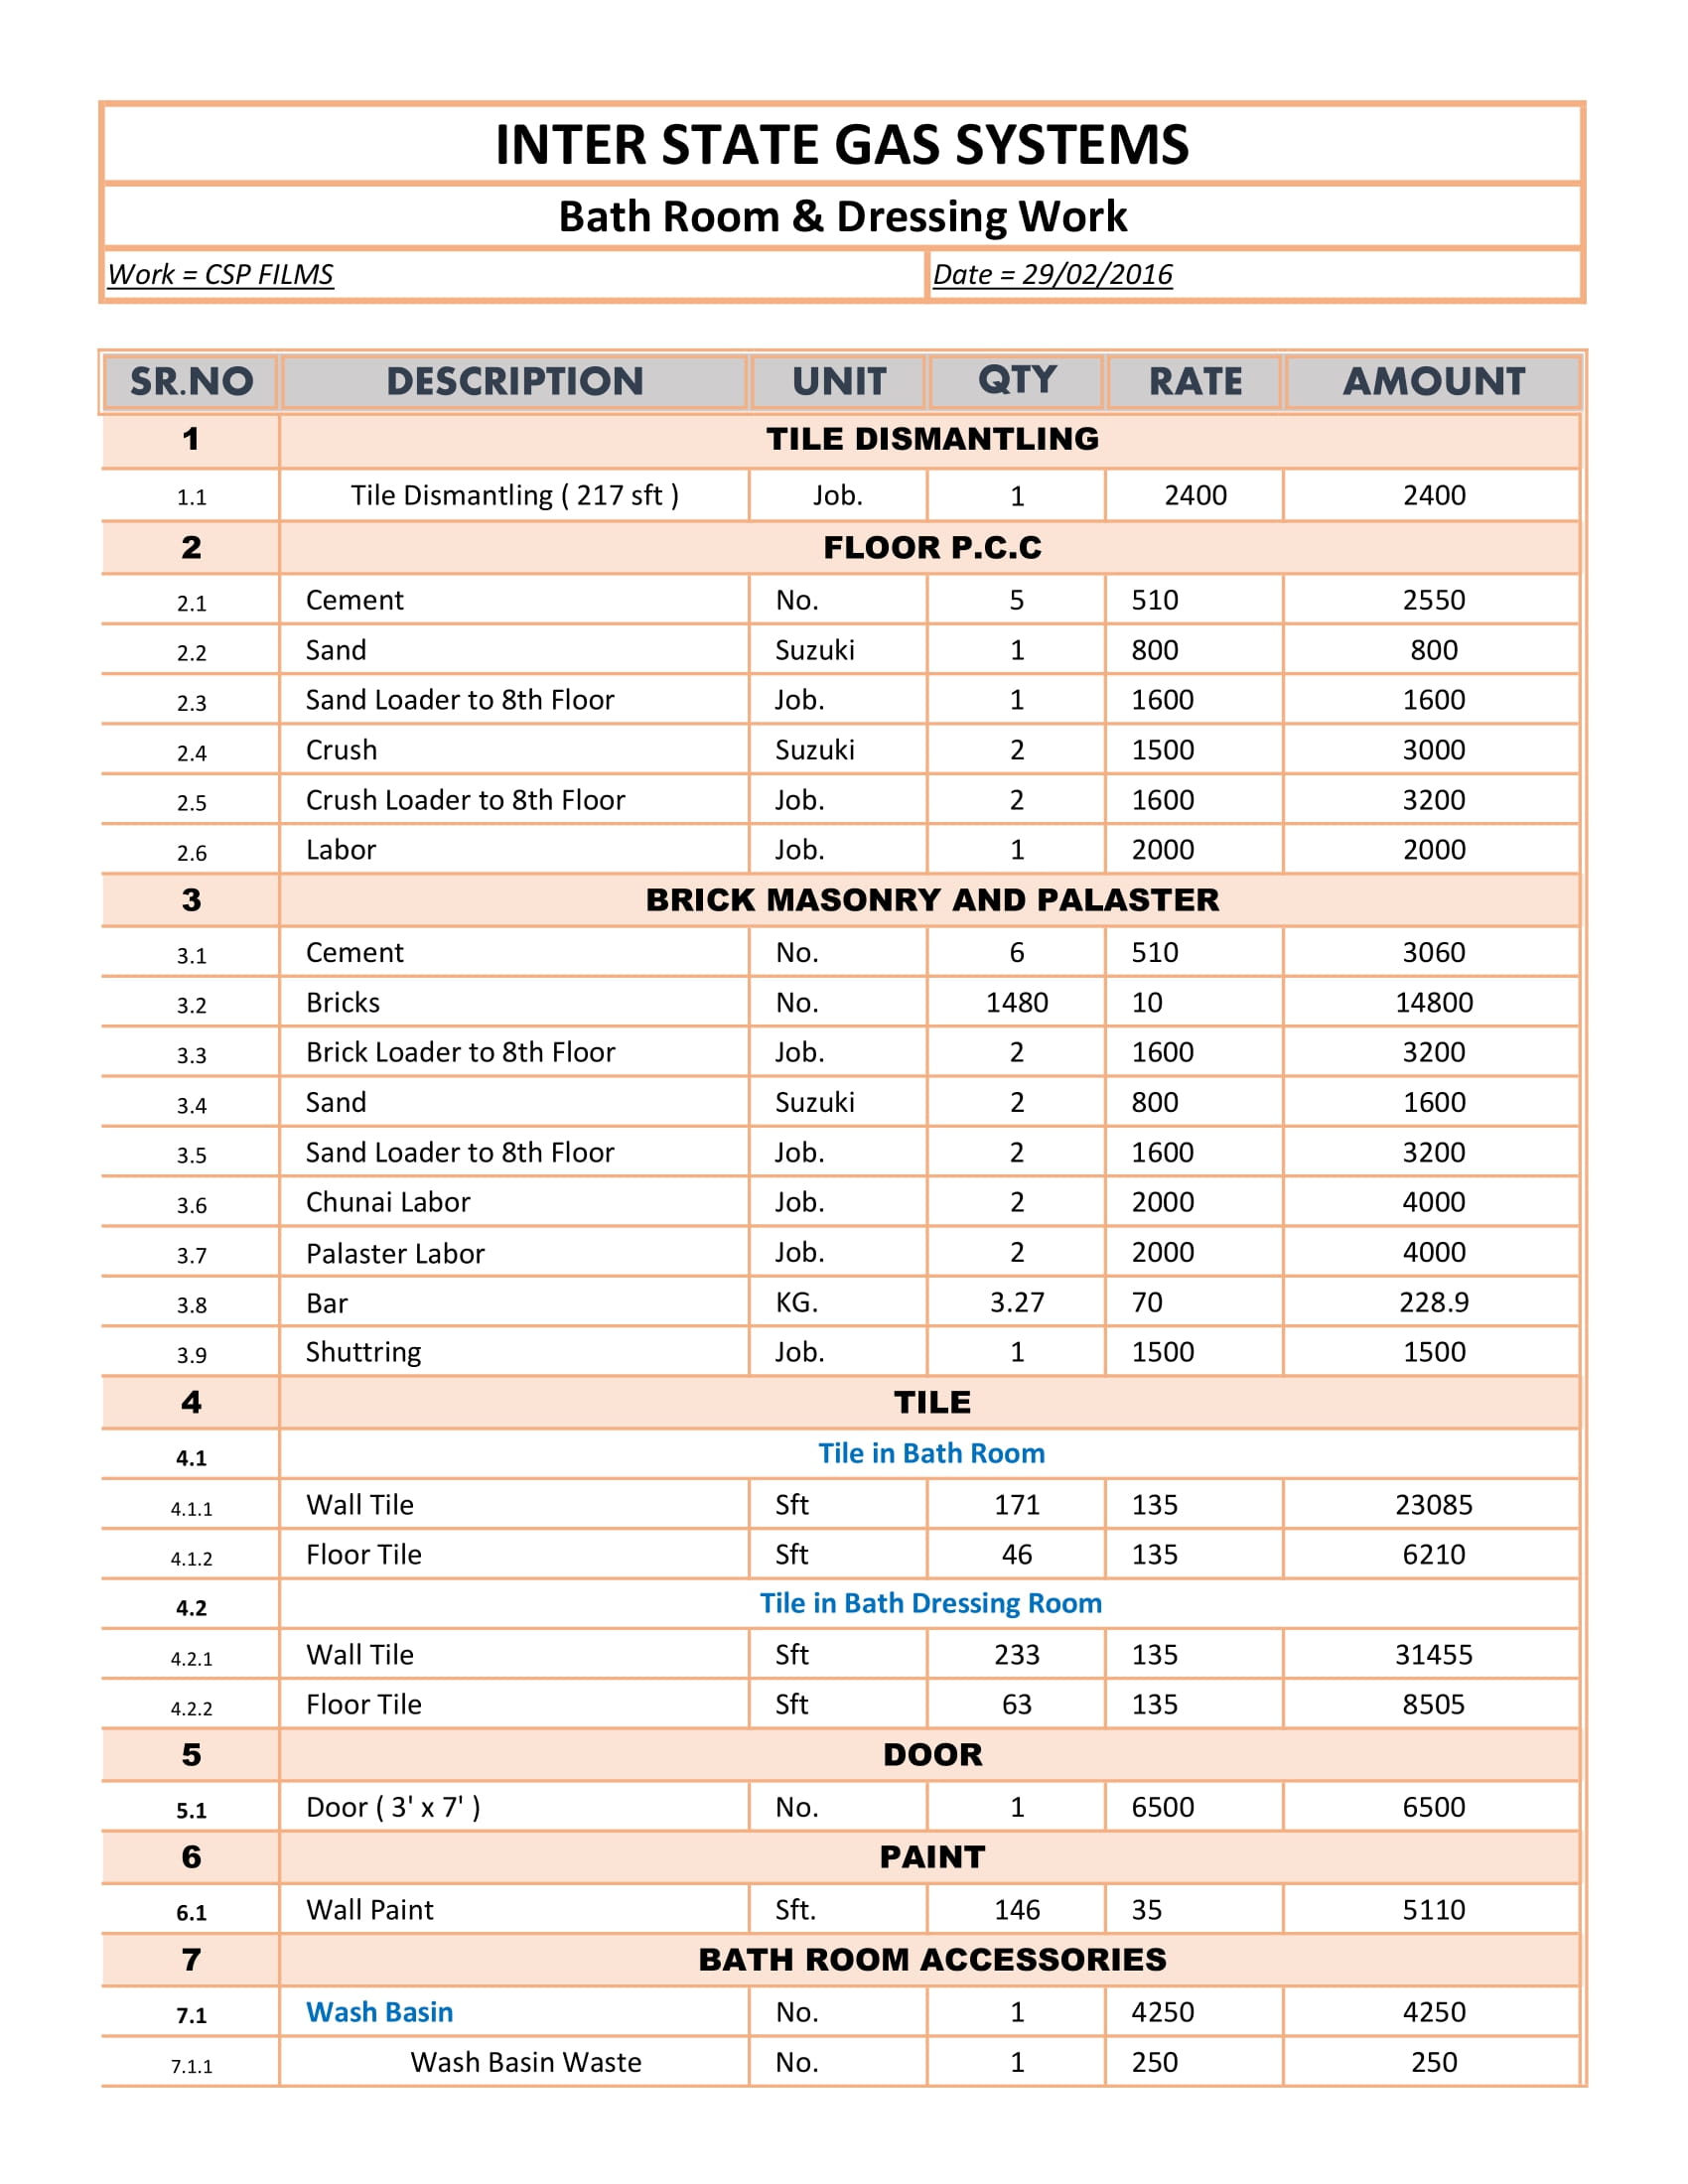 INTER STATE GAS SYSTEMS
Bath Room & Dressing Work
Work = CSP FILMS Date = 29/02/2016
SR.NO DESCRIPTION UNIT QTY RATE AMOUNT
1 TILE DISMANTLING
1.1 Tile Dismantling ( 217 sft ) Job. 1 2400 2400
2 FLOOR P.C.C
2.1 Cement No. 5 510 2550
2.2 Sand Suzuki 1 800 800
2.3 Sand Loader to 8th Floor Job. 1 1600 1600
2.4 Crush Suzuki 2 1500 3000
2.5 Crush Loader to 8th Floor Job. 2 1600 3200
2.6 Labor Job. 1 2000 2000
3 BRICK MASONRY AND PALASTER
3.1 Cement No. 6 510 3060
3.2 Bricks No. 1480 10 14800
3.3 Brick Loader to 8th Floor Job. 2 1600 3200
3.4 Sand Suzuki 2 800 1600
3.5 Sand Loader to 8th Floor Job. 2 1600 3200
3.6 Chunai Labor Job. 2 2000 4000
3.7 Palaster Labor Job. 2 2000 4000
3.8 Bar KG. 3.27 70 228.9
3.9 Shuttring Job. 1 1500 1500
4 TILE
4.1 Tile in Bath Room
4.1.1 Wall Tile Sft 171 135 23085
4.1.2 Floor Tile Sft 46 135 6210
4.2 Tile in Bath Dressing Room
4.2.1 Wall Tile Sft 233 135 31455
4.2.2 Floor Tile Sft 63 135 8505
5 DOOR
5.1 Door ( 3' x 7' ) No. 1 6500 6500
6 PAINT
6.1 Wall Paint Sft. 146 35 5110
7 BATH ROOM ACCESSORIES
7.1 Wash Basin No. 1 4250 4250
7.1.1 Wash Basin Waste No. 1 250 250